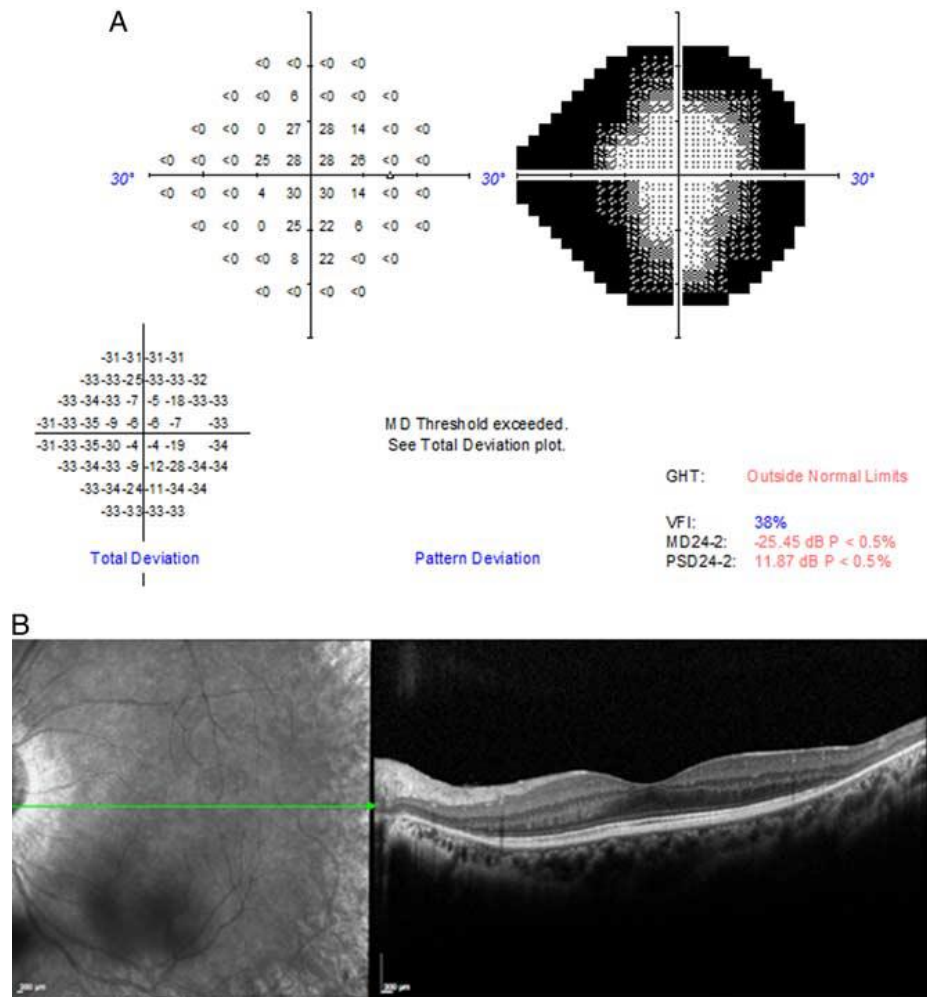 A
<0 <0 <0 <0
<0 <0 6 <0 <0 <0
<0 <0 0 27 28 14 <0 <0
<0 <0 <0 25 28 28 26 <0 <0
30° 30° 30°
<0 <0 <0 4 30 30 14 <0 <0
<0 <0 0 25 22 6 <0 <0
<0 <0 8 22 <0 <0
<0 <0 <0 <0
-31 -31 -31 -31
-33 -33 -25 -33 -33 -32
-33 -34 -33 -7 -5 -18 -33 -33
-31 -33 -35 -9 -6 -6 -7 -33
-31 -33 -35 -30 -4 -4 -19 -34
-33 -34 -33 -9 -12 -28 -34 -34
-33 -34 -24 -11 -34 -34
-33 -33 -33 -33
Total Deviation
MD Threshold exceeded.
See Total Deviation plot.
Pattern Deviation
GHT: Outside Normal Limits
VFI: 38%
MD24-2: -25.45 dB P < 0.5%
PSD24-2: 11.87 dB P < 0.5%
B
200 µm
200 µm